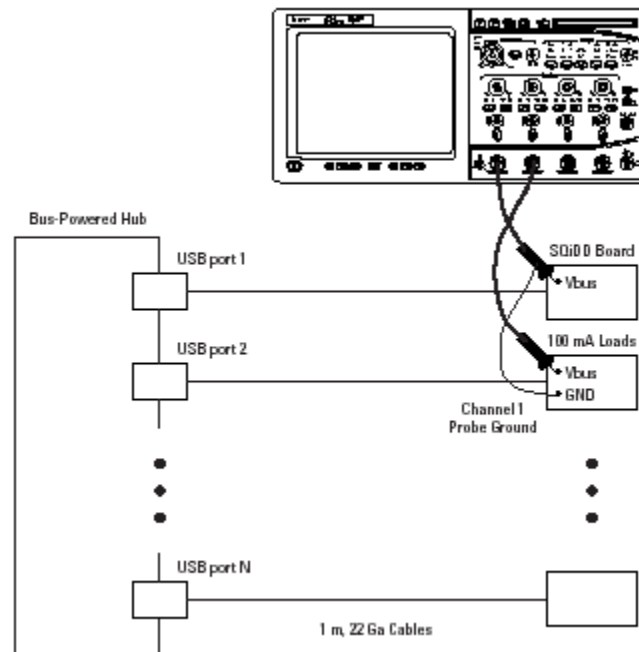 Bus-Powered Hub
USB port 1
SQiDD Board
Vbus
USB port 2
100 mA Loads
Vbus
GND
Channel 1
Probe Ground
USB port N
1 m, 22 Ga Cables